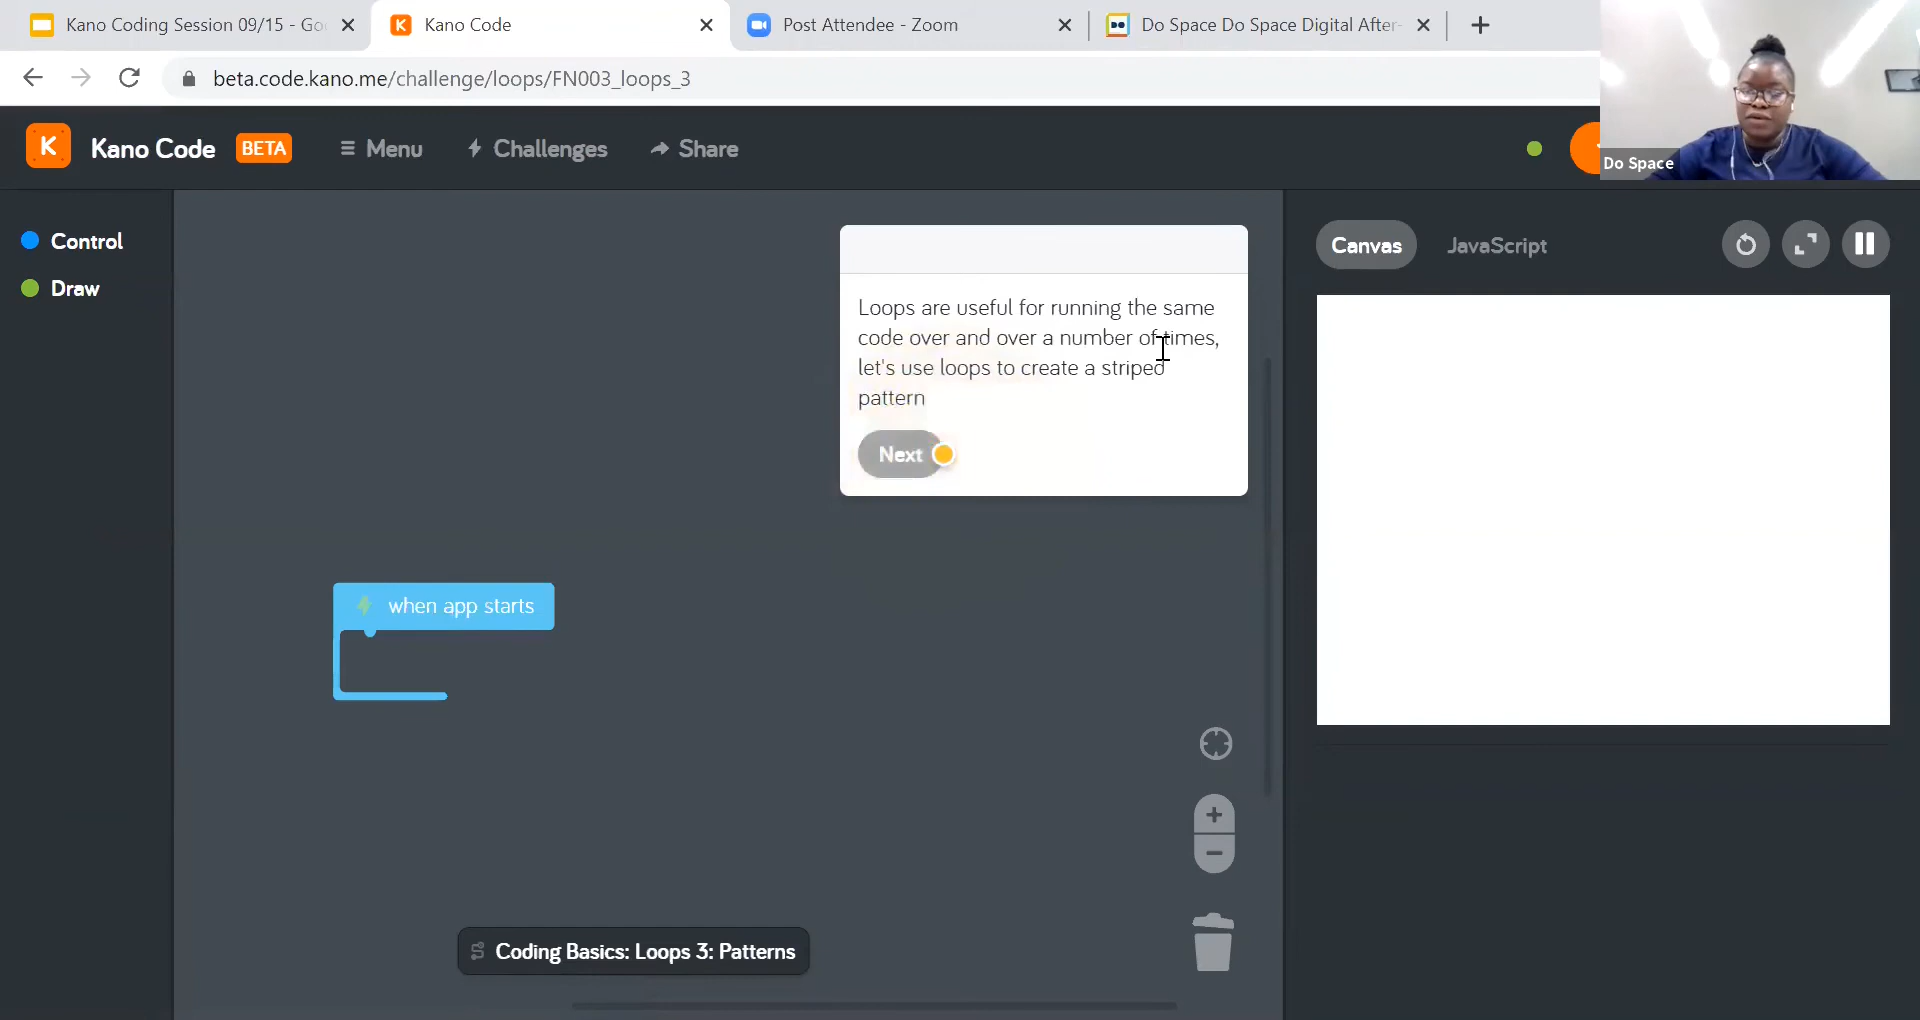 Kano Coding Session 09/15 - Go
Kano Code
Post Attendee - Zoom
Do Space Do Space Digital After-
beta.code.kano.me/challenge/loops/FN003_loops_3
K
Kano Code
BETA
Menu
Challenges
Share
Do Space
Control
Draw
Loops are useful for running the same
code over and over a number of times,
let's use loops to create a striped
pattern
Next
Canvas
JavaScript
when app starts
Coding Basics: Loops 3: Patterns